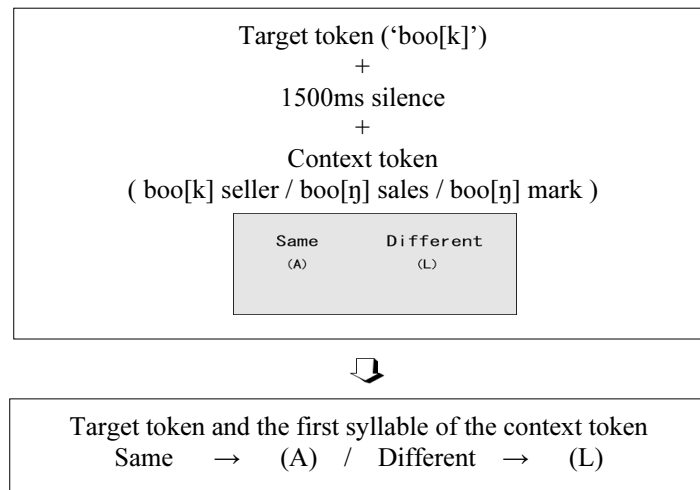 Target token (‘boo[k]’)
+
1500ms silence
+
Context token
( boo[k] seller / boo[ŋ] sales / boo[ŋ] mark )
Same Different
(A) (L)
Target token and the first syllable of the context token
Same → (A) / Different → (L)